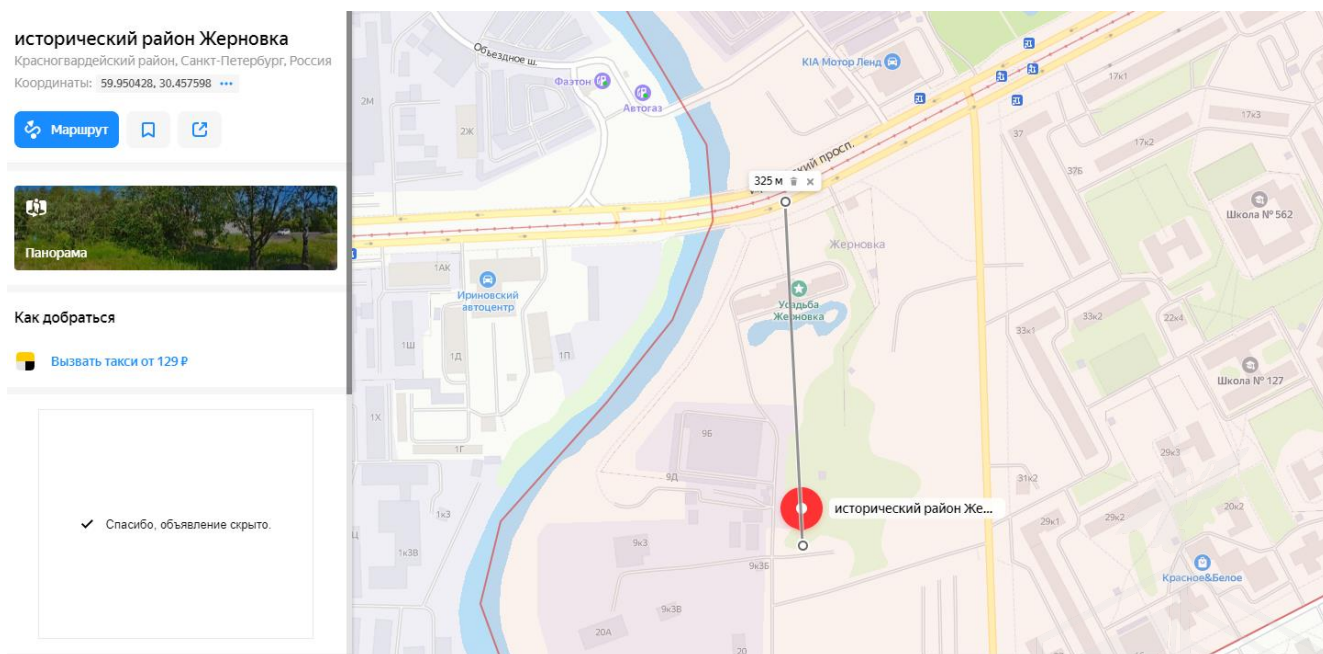 исторический район Жерновка
Красногвардейский район, Санкт-Петербург, Россия
Координаты: 59.950428, 30.457598 •••
Маршрут
Панорама
Как добраться
Вызвать такси от 129 ₽
Спасибо, объявление скрыто.
Объездное ш.
Фаэтон
Автогаз
KIA Мотор Ленд
2М
2Ж
17к1
17к3
17к2
37
37Б
325 м
ский просп.
Школа № 562
Жерновка
1АК
Ириновский
автоцентр
Усадьба
Жерновка
1Ш
1Д
1П
33к1
33к2
22к4
Школа № 127
1Х
1Г
9Б
9Д
29к3
31к2
исторический район Же...
1к3
29к1
29к2
20к2
1к3В
9к3
9к3Б
Красное&Белое
9к3В
20А
20